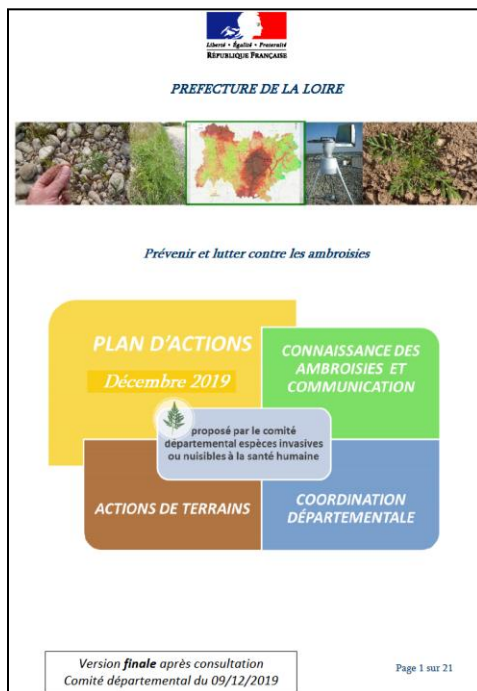 Liberté • Égalité • Fraternité
RÉPUBLIQUE FRANÇAISE
PREFECTURE DE LA LOIRE
Prévenir et lutter contre les ambroisies
PLAN D'ACTIONS
Décembre 2019
CONNAISSANCE DES
AMBROISIES ET
COMMUNICATION
proposé par le comité
départemental espèces invasives
ou nuisibles à la santé humaine
ACTIONS DE TERRAINS
COORDINATION
DÉPARTEMENTALE
Version finale après consultation
Comité départemental du 09/12/2019
Page 1 sur 21